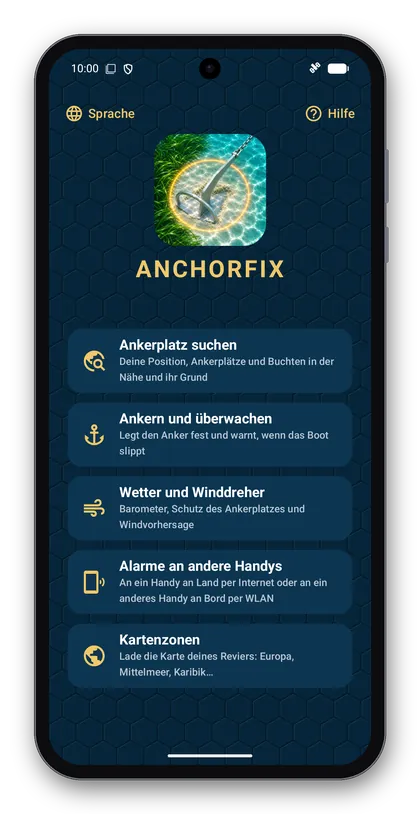 10:00
Sprache
Hilfe
ANCHORFIX
Ankerplatz suchen
Deine Position, Ankerplätze und Buchten in der
Nähe und ihr Grund
Ankern und überwachen
Legt den Anker fest und warnt, wenn das Boot
slippt
Wetter und Winddreher
Barometer, Schutz des Ankerplatzes und
Windvorhersage
Alarme an andere Handys
An ein Handy an Land per Internet oder an ein
anderes Handy an Bord per WLAN
Kartenzonen
Lade die Karte deines Reviers: Europa,
Mittelmeer, Karibik…